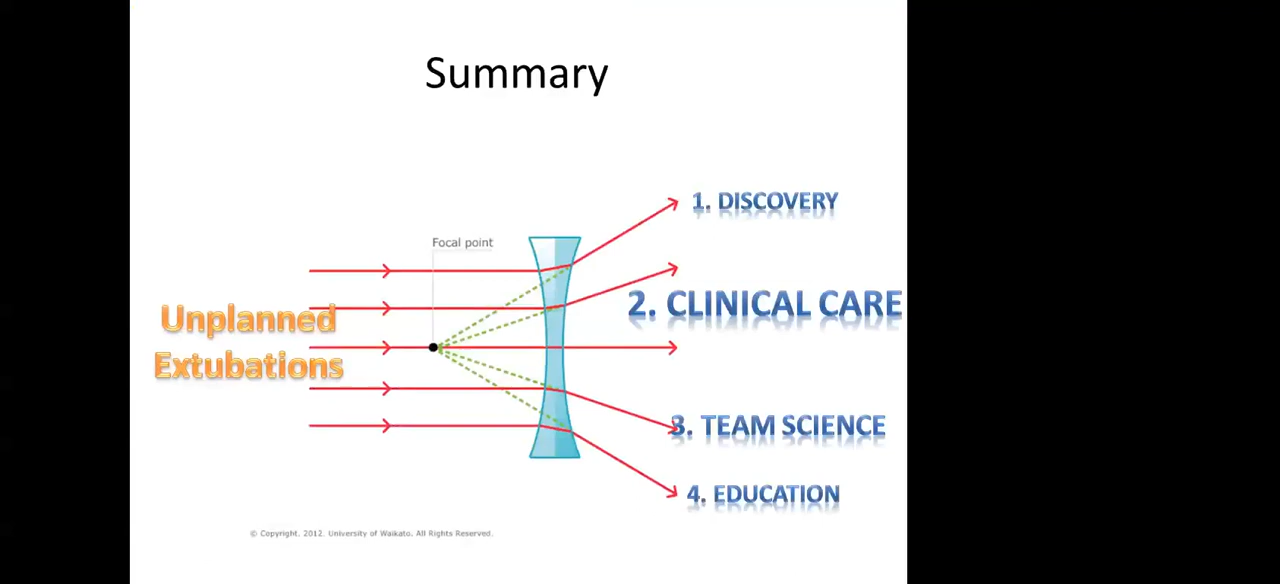 Summary
1. DISCOVERY
Focal point
2. CLINICAL CARE
Unplanned
Extubations
3. TEAM SCIENCE
4. EDUCATION
© Copyright. 2012. University of Waikato. All Rights Reserved.